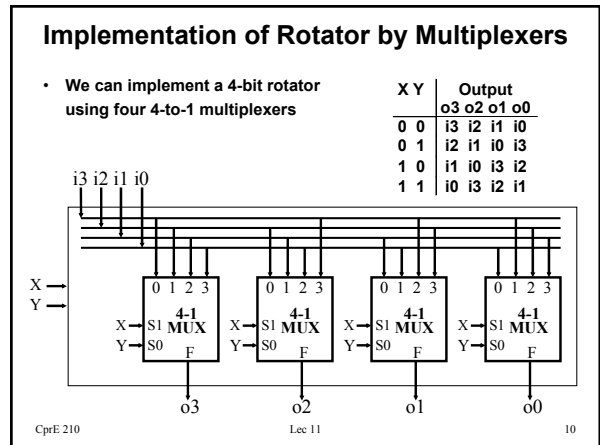 Implementation of Rotator by Multiplexers
• We can implement a 4-bit rotator
using four 4-to-1 multiplexers
X Y Output
o3 o2 o1 o0
0 0 i3 i2 i1 i0
0 1 i2 i1 i0 i3
1 0 i1 i0 i3 i2
1 1 i0 i3 i2 i1
i3 i2 i1 i0
X
Y
0 1 2 3 0 1 2 3 0 1 2 3 0 1 2 3
4-1 4-1 4-1 4-1
X S1 MUX X S1 MUX X S1 MUX X S1 MUX
Y S0 Y S0 Y S0 Y S0
F F F F
o3 o2 o1 o0
CprE 210 Lec 11 10